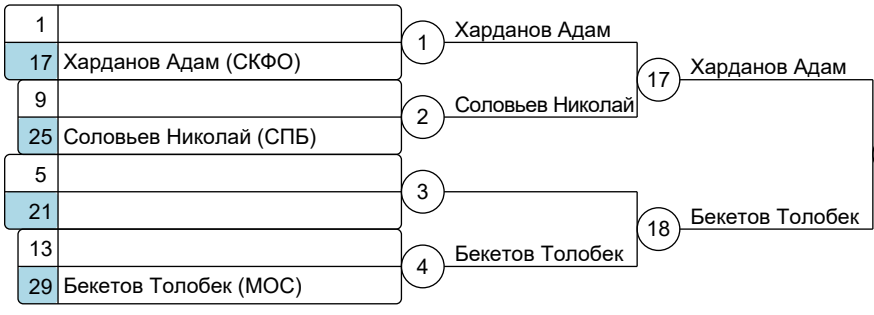 1
17 Харданов Адам (СКФО)
1
Харданов Адам
9
25 Соловьев Николай (СПБ)
2
Соловьев Николай
17
Харданов Адам
5
21
3
13
29 Бекетов Толобек (МОС)
4
Бекетов Толобек
18
Бекетов Толобек